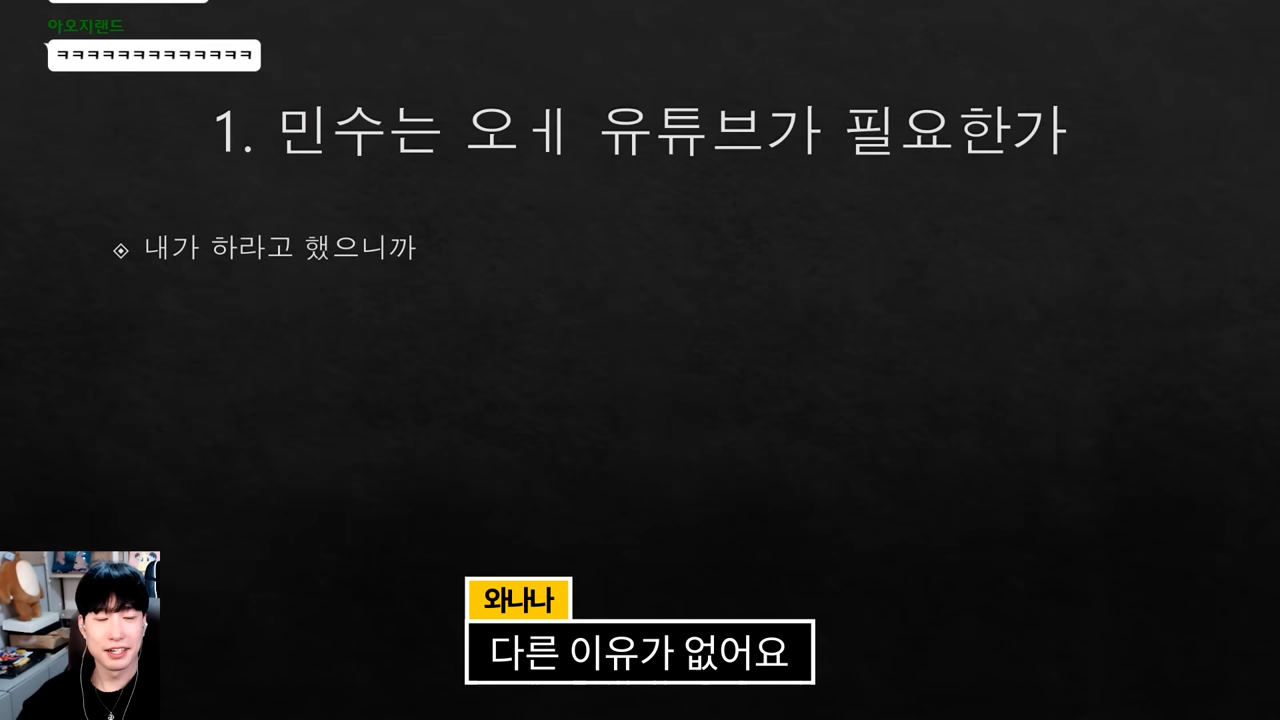 아오지랜드
ㅋㅋㅋㅋㅋㅋㅋㅋㅋㅋㅋㅋㅋ
1. 민수는 오ㅔ 유튜브가 필요한가
내가 하라고 했으니까
와나나
다른 이유가 없어요